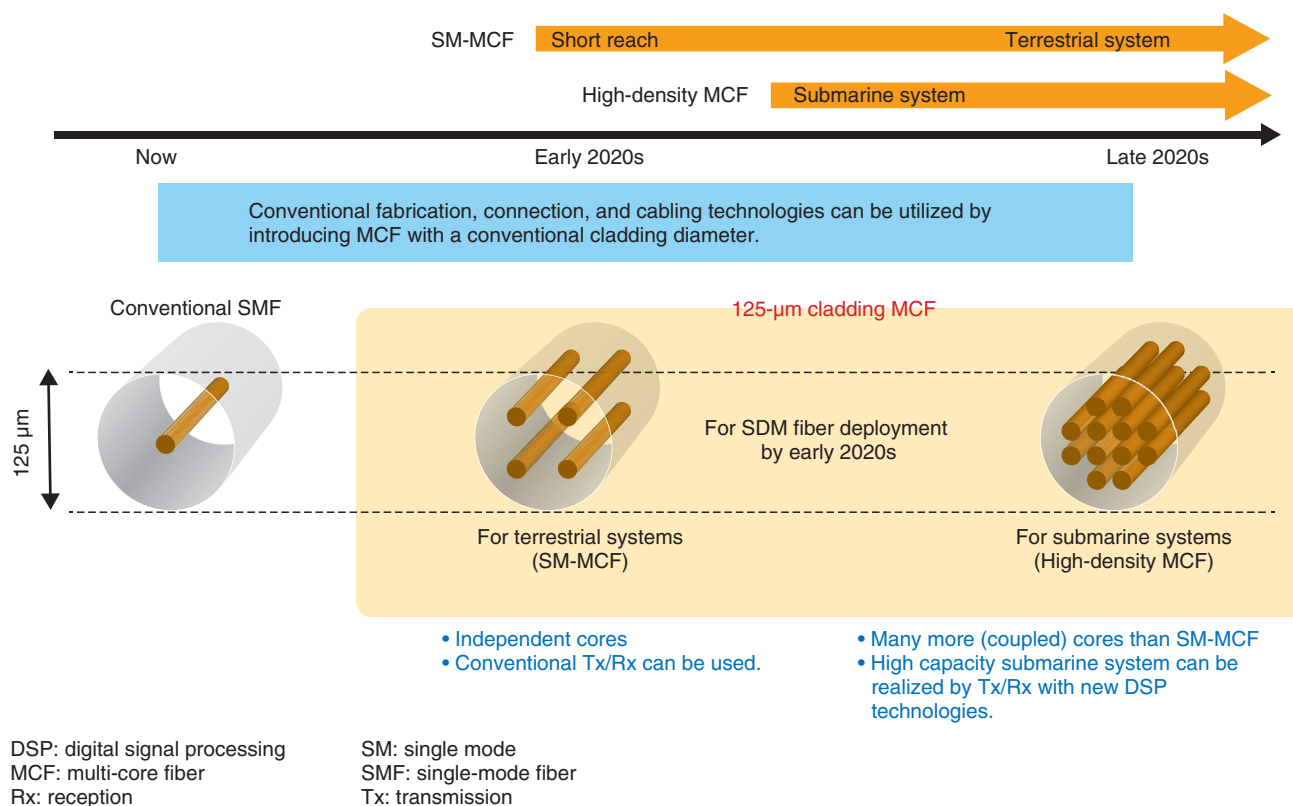 SM-MCF
Short reach
Terrestrial system
High-density MCF
Submarine system
Now
Early 2020s
Late 2020s
Conventional fabrication, connection, and cabling technologies can be utilized by
introducing MCF with a conventional cladding diameter.
Conventional SMF
125-µm cladding MCF
125 µm
For SDM fiber deployment
by early 2020s
For terrestrial systems
(SM-MCF)
For submarine systems
(High-density MCF)
• Independent cores
• Conventional Tx/Rx can be used.
• Many more (coupled) cores than SM-MCF
• High capacity submarine system can be
realized by Tx/Rx with new DSP
technologies.
DSP: digital signal processing
MCF: multi-core fiber
Rx: reception
SM: single mode
SMF: single-mode fiber
Tx: transmission